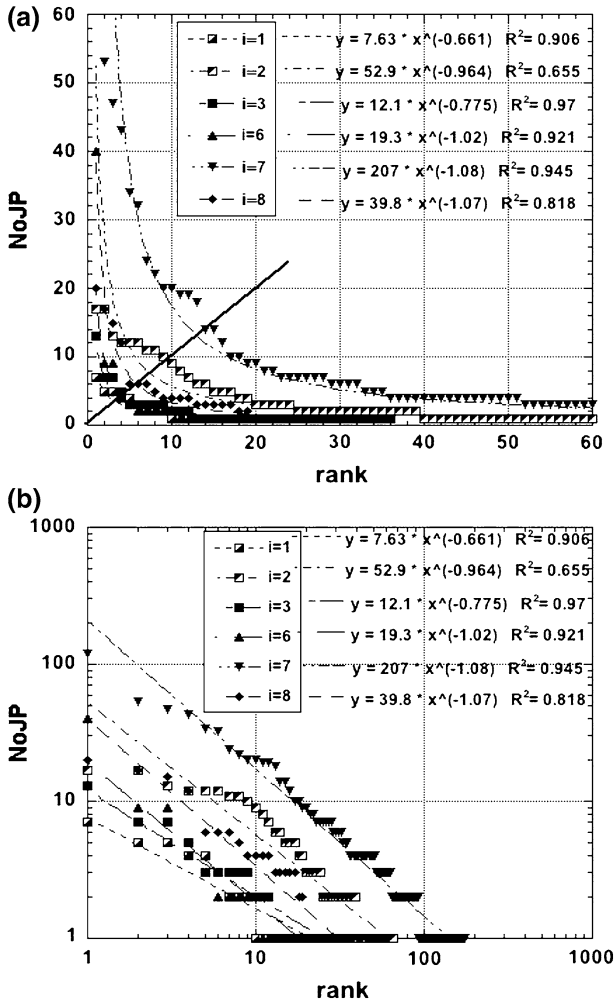 (a)
60
50
40
30
20
10
0
NoJP
i=1 y = 7.63 * x^(-0.661) R²= 0.906
i=2 y = 52.9 * x^(-0.964) R²= 0.655
i=3 y = 12.1 * x^(-0.775) R²= 0.97
i=6 y = 19.3 * x^(-1.02) R²= 0.921
i=7 y = 207 * x^(-1.08) R²= 0.945
i=8 y = 39.8 * x^(-1.07) R²= 0.818
0 10 20 30 40 50 60
rank
(b)
1000
100
10
1
NoJP
i=1 y = 7.63 * x^(-0.661) R²= 0.906
i=2 y = 52.9 * x^(-0.964) R²= 0.655
i=3 y = 12.1 * x^(-0.775) R²= 0.97
i=6 y = 19.3 * x^(-1.02) R²= 0.921
i=7 y = 207 * x^(-1.08) R²= 0.945
i=8 y = 39.8 * x^(-1.07) R²= 0.818
1 10 100 1000
rank